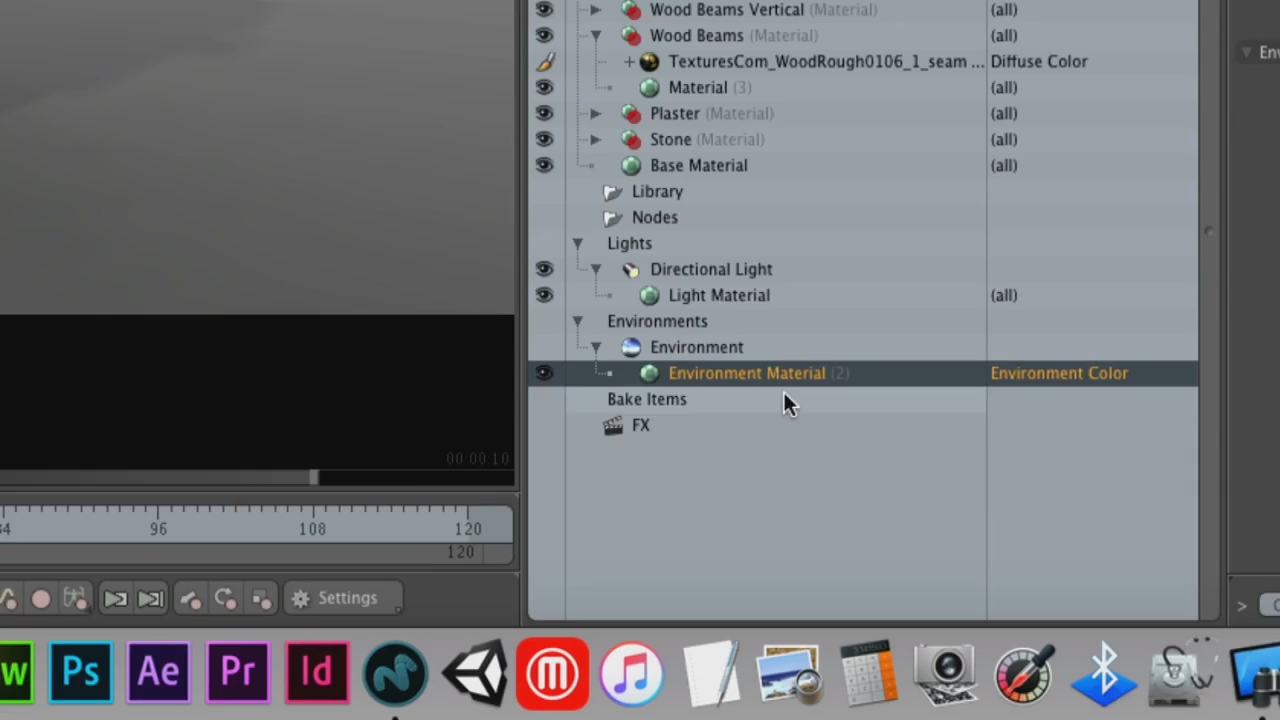 Wood Beams Vertical (Material) (all)
Wood Beams (Material) (all)
TexturesCom_WoodRough0106_1_seam ... Diffuse Color
Material (3) (all)
Plaster (Material) (all)
Stone (Material) (all)
Base Material (all)
Library
Nodes
Lights
Directional Light
Light Material (all)
Environments
Environment
Environment Material (2) Environment Color
Bake Items
FX
Env
00:00:10
84 96 108 120
120
Settings
>
W Ps Ae Pr Id